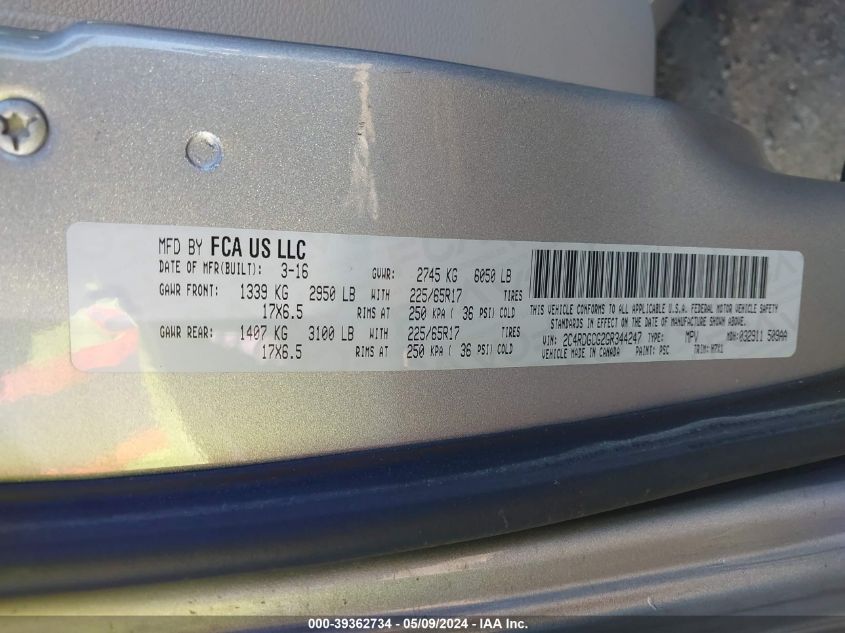 MFD BY FCA US LLC
DATE OF MFR(BUILT): 3-16 GVWR: 2745 KG 6050 LB
GAWR FRONT: 1339 KG 2950 LB WITH 225/65R17 TIRES
17X6.5 RIMS AT 250 KPA ( 36 PSI) COLD
GAWR REAR: 1407 KG 3100 LB WITH 225/65R17 TIRES
17X6.5 RIMS AT 250 KPA ( 36 PSI) COLD
THIS VEHICLE CONFORMS TO ALL APPLICABLE U.S.A. FEDERAL MOTOR VEHICLE SAFETY
STANDARDS IN EFFECT ON THE DATE OF MANUFACTURE SHOWN ABOVE.
VIN: 2C4RDGCG2GR344247 TYPE: MPV MDH: 032911 509AA
VEHICLE MADE IN CANADA PAINT: PSC TRIM:
000-39362734 - 05/09/2024 - IAA Inc.